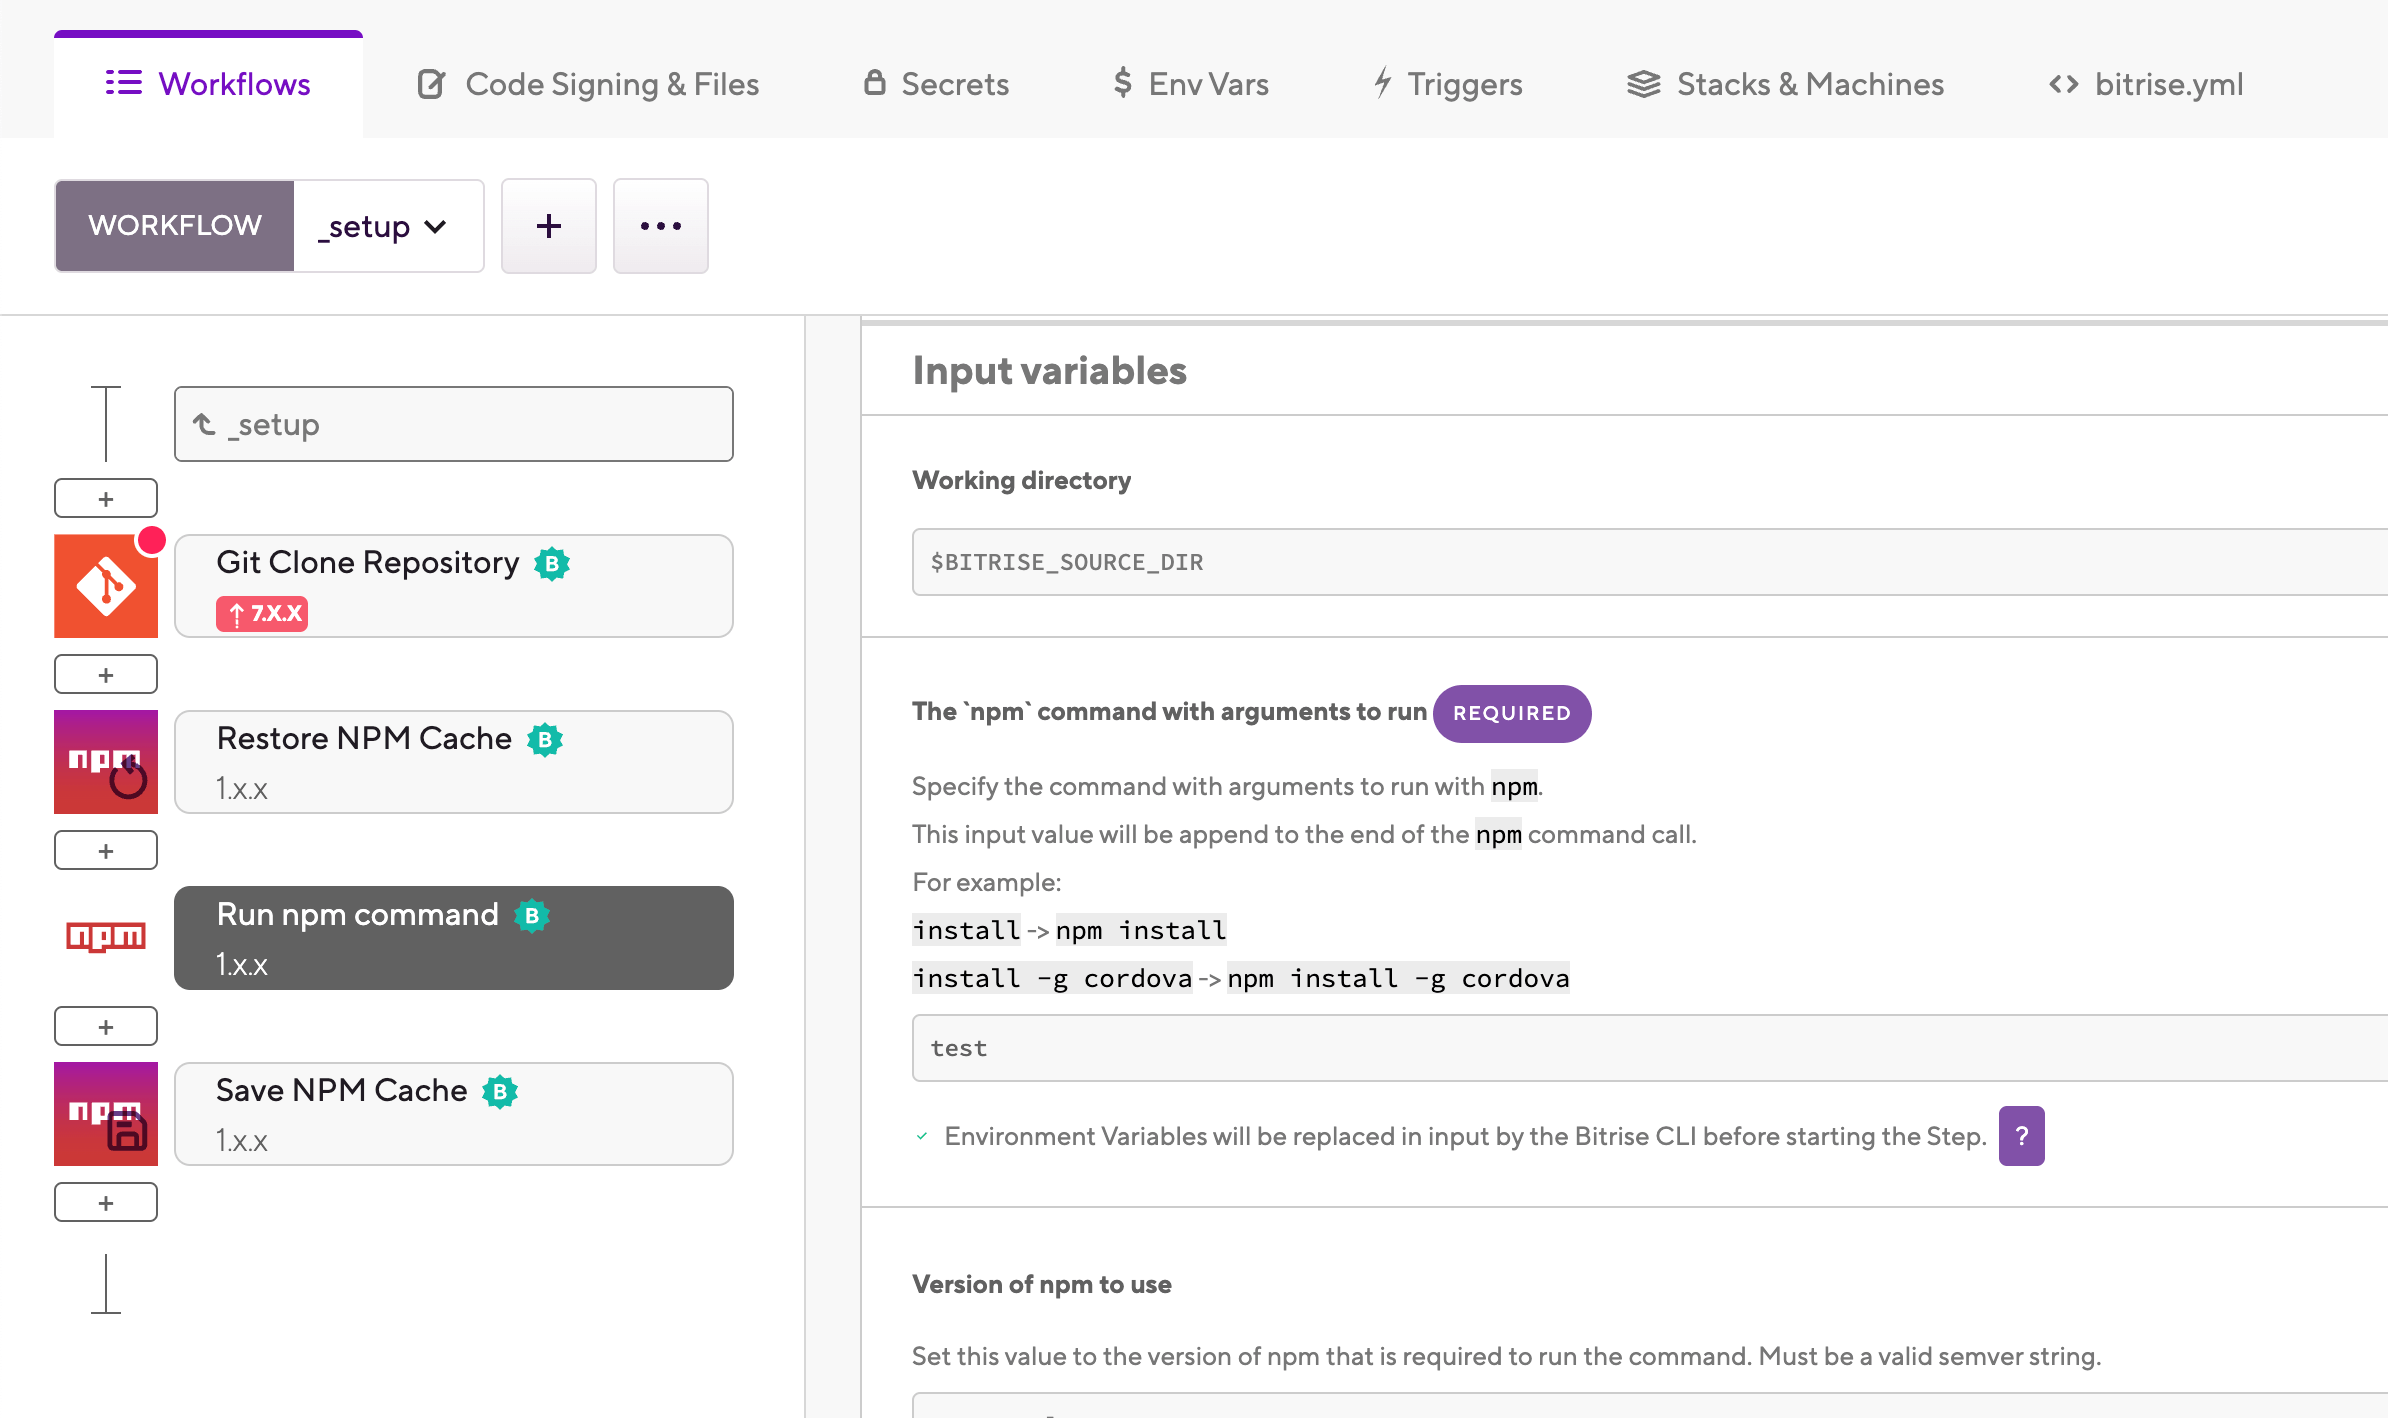 Workflows
Code Signing & Files
Secrets
Env Vars
Triggers
Stacks & Machines
bitrise.yml
WORKFLOW
_setup
_setup
Git Clone Repository
7.X.X
npm
Restore NPM Cache
1.x.x
npm
Run npm command
1.x.x
npm
Save NPM Cache
1.x.x
Input variables
Working directory
$BITRISE_SOURCE_DIR
The `npm` command with arguments to run REQUIRED
Specify the command with arguments to run with npm.
This input value will be append to the end of the npm command call.
For example:
install -> npm install
install -g cordova -> npm install -g cordova
test
Environment Variables will be replaced in input by the Bitrise CLI before starting the Step. ?
Version of npm to use
Set this value to the version of npm that is required to run the command. Must be a valid semver string.